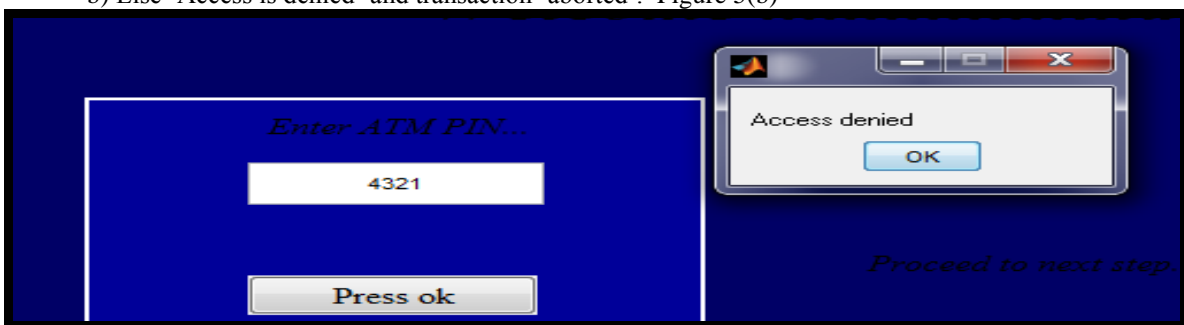 b) Else "Access is denied" and transaction "aborted". Figure 5(b)
Enter ATM PIN...
4321
Press ok
Access denied
OK
Proceed to next step.